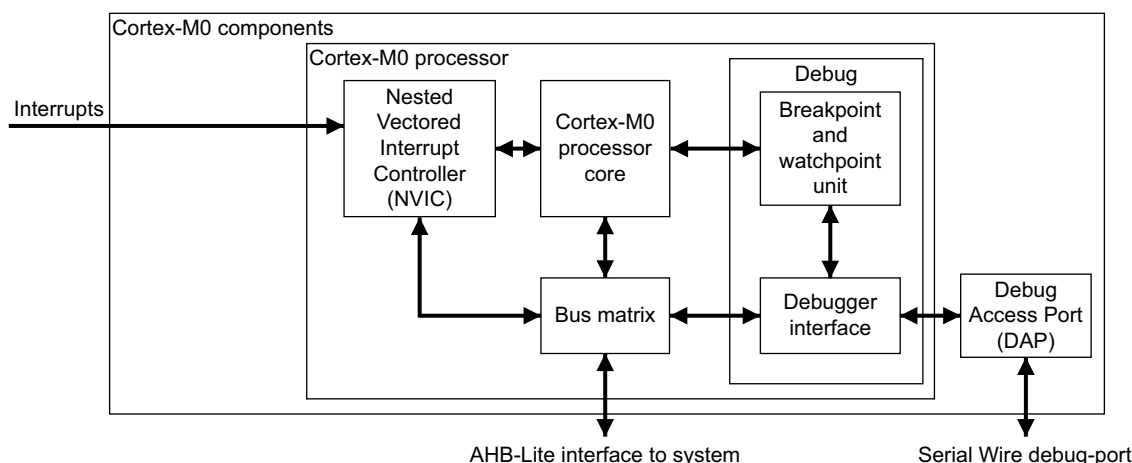 Cortex-M0 components
Cortex-M0 processor
Interrupts
Nested
Vectored
Interrupt
Controller
(NVIC)
Cortex-M0
processor
core
Debug
Breakpoint
and
watchpoint
unit
Bus matrix
Debugger
interface
Debug
Access Port
(DAP)
AHB-Lite interface to system
Serial Wire debug-port